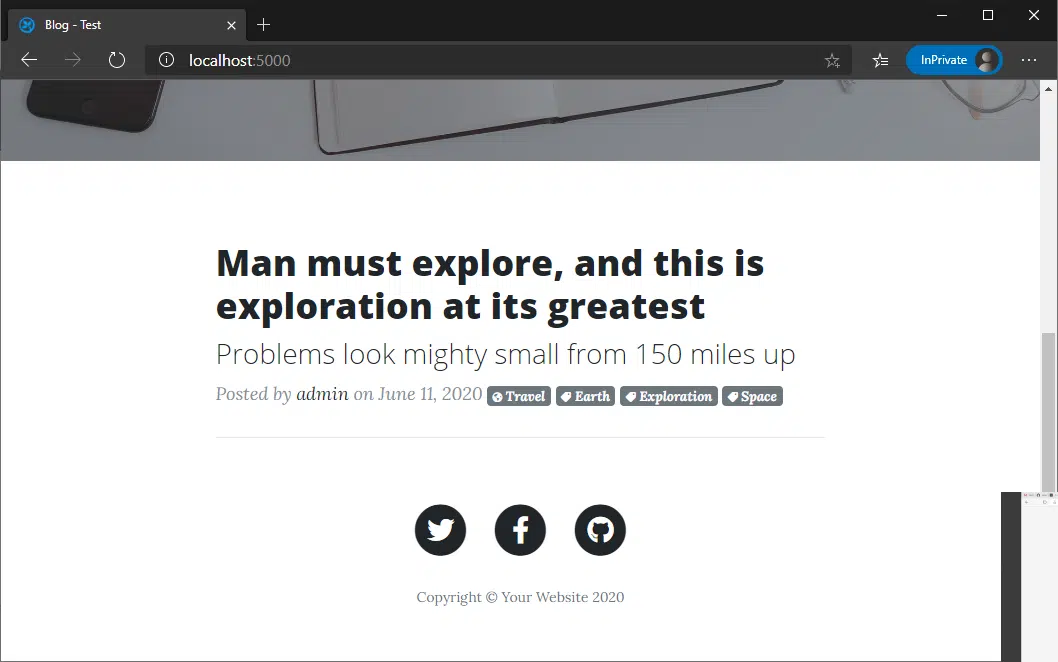 Blog - Test
localhost:5000
InPrivate
Man must explore, and this is
exploration at its greatest
Problems look mighty small from 150 miles up
Posted by admin on June 11, 2020 Travel Earth Exploration Space
Copyright © Your Website 2020